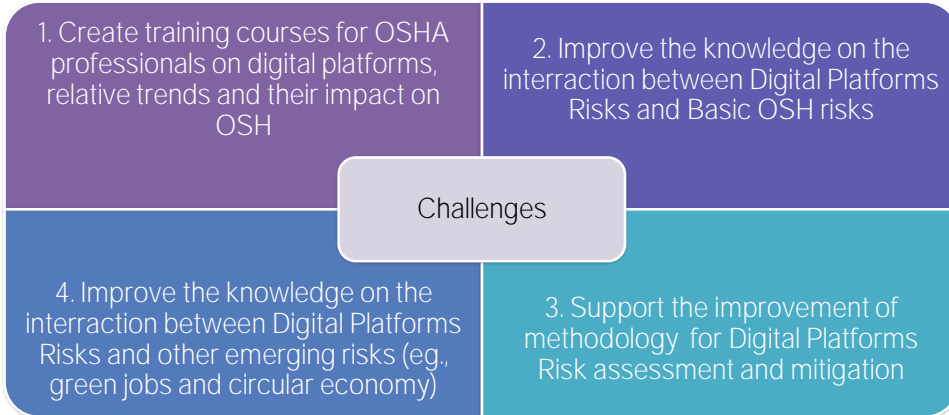 1. Create training courses for OSHA
professionals on digital platforms,
relative trends and their impact on
OSH
2. Improve the knowledge on the
interraction between Digital Platforms
Risks and Basic OSH risks
Challenges
4. Improve the knowledge on the
interraction between Digital Platforms
Risks and other emerging risks (eg.,
green jobs and circular economy)
3. Support the improvement of
methodology for Digital Platforms
Risk assessment and mitigation